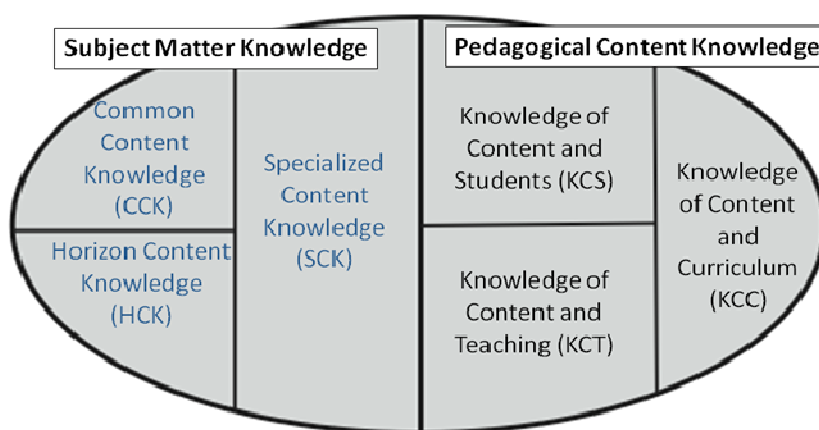 Subject Matter Knowledge
Pedagogical Content Knowledge
Common
Content
Knowledge
(CCK)
Horizon Content
Knowledge
(HCK)
Specialized
Content
Knowledge
(SCK)
Knowledge of
Content and
Students (KCS)
Knowledge of
Content and
Teaching (KCT)
Knowledge
of Content
and
Curriculum
(KCC)